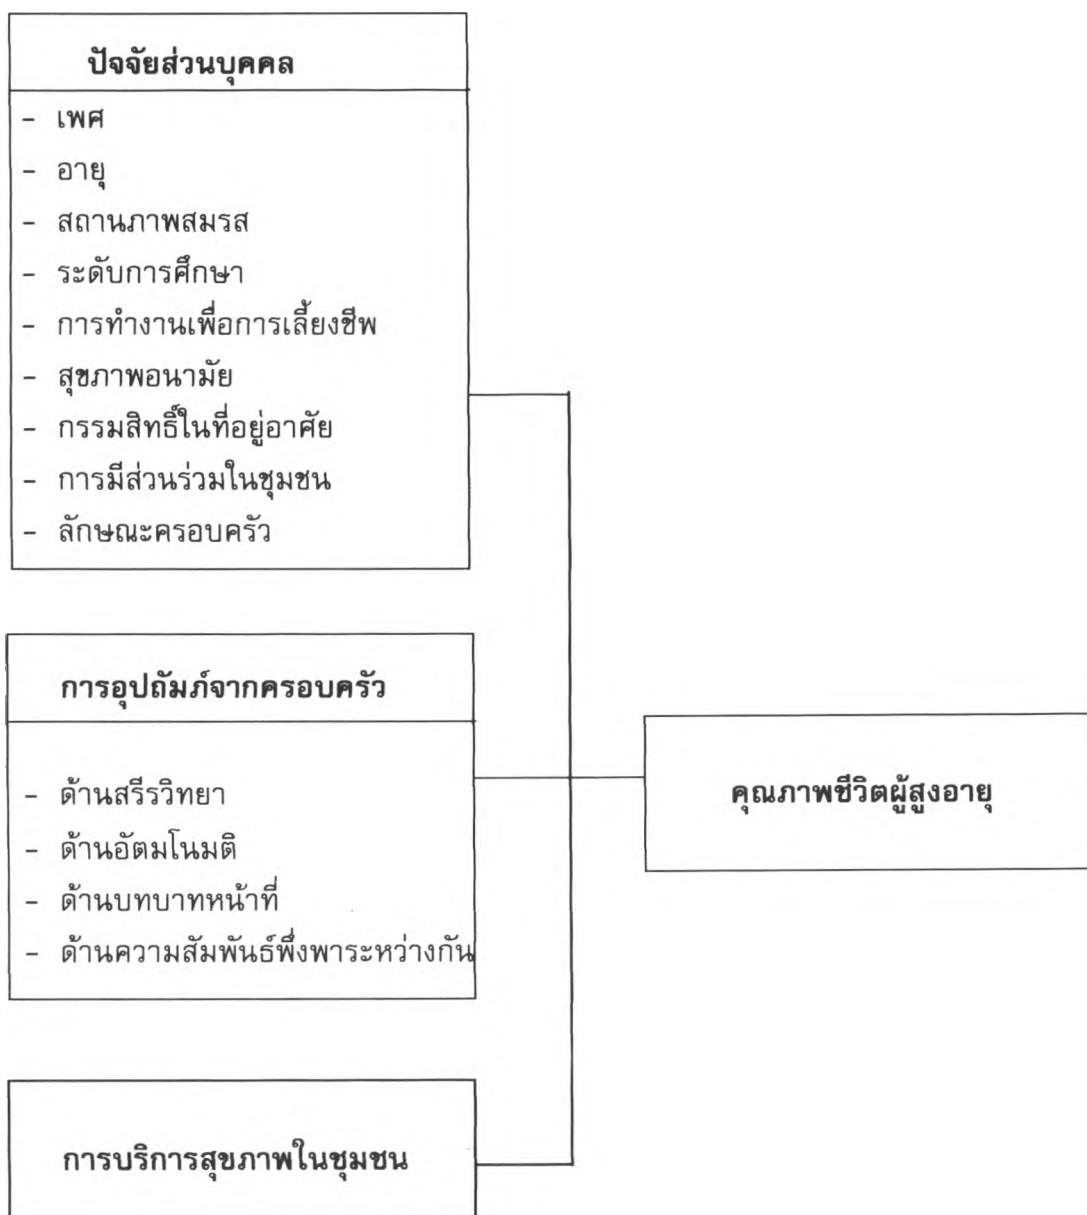 ปัจจัยส่วนบุคคล
- เพศ
- อายุ
- สถานภาพสมรส
- ระดับการศึกษา
- การทำงานเพื่อการเลี้ยงชีพ
- สุขภาพอนามัย
- กรรมสิทธิ์ในที่อยู่อาศัย
- การมีส่วนร่วมในชุมชน
- ลักษณะครอบครัว
การอุปถัมภ์จากครอบครัว
- ด้านสรีรวิทยา
- ด้านอัตมโนมติ
- ด้านบทบาทหน้าที่
- ด้านความสัมพันธ์พึ่งพาระหว่างกัน
คุณภาพชีวิตผู้สูงอายุ
การบริการสุขภาพในชุมชน